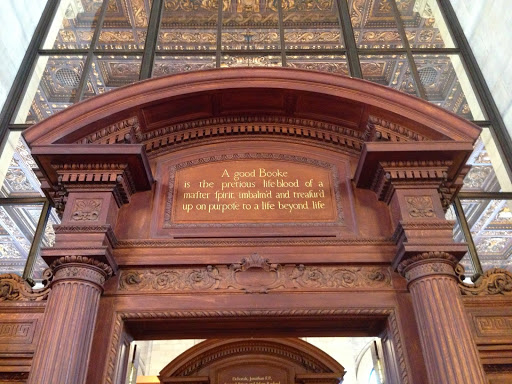 A good Booke
is the pretious life-blood of a
master spirit, imbalm'd and treasur'd
up on purpose to a life beyond life